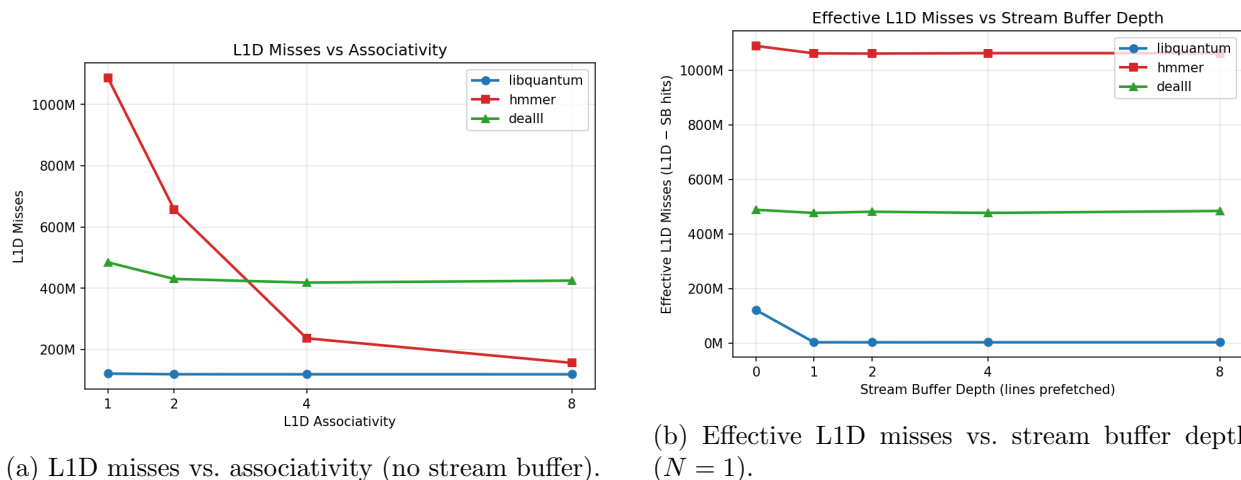 L1D Misses vs Associativity
L1D Misses
1000M
800M
600M
400M
200M
1
2
4
8
L1D Associativity
libquantum
hmmer
dealII
(a) L1D misses vs. associativity (no stream buffer).
Effective L1D Misses vs Stream Buffer Depth
Effective L1D Misses (L1D − SB hits)
1000M
800M
600M
400M
200M
0M
0
1
2
4
8
Stream Buffer Depth (lines prefetched)
libquantum
hmmer
dealII
(b) Effective L1D misses vs. stream buffer depth
(N = 1).